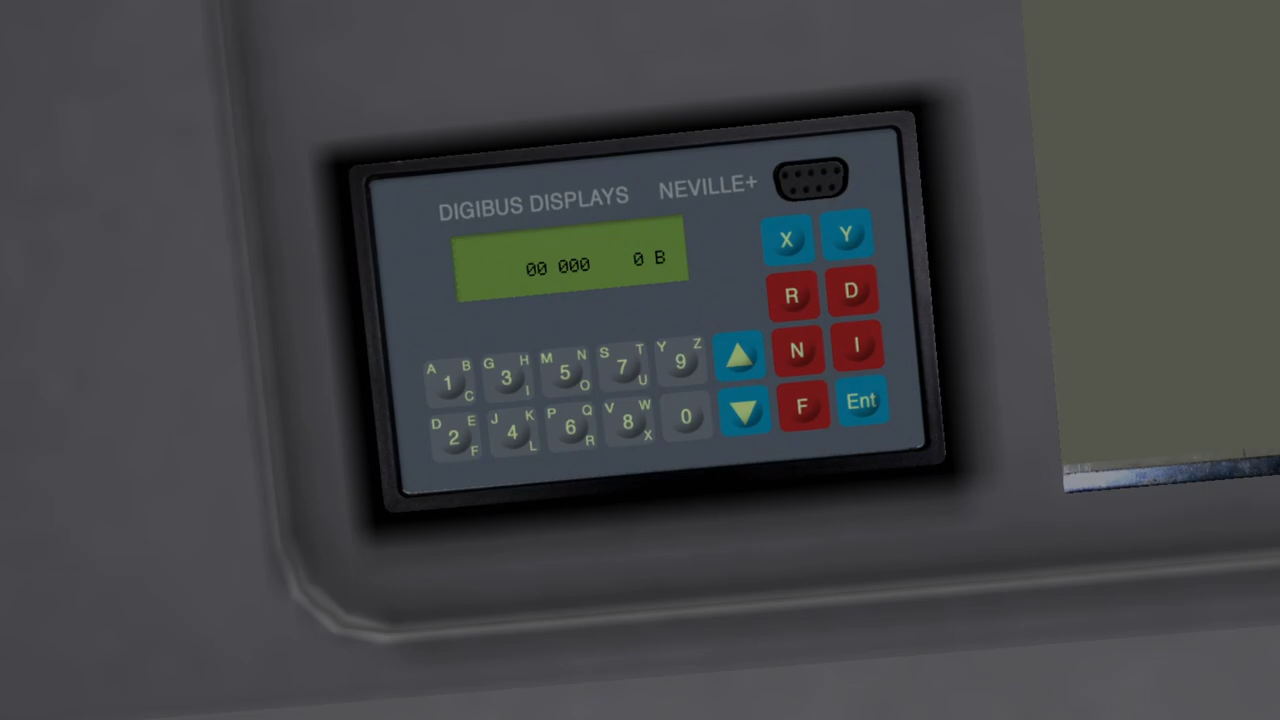 DIGIBUS DISPLAYS NEVILLE+
00 000 0 B
X Y
R D
A B 1 C G H 3 I M N 5 O S T 7 U Y Z 9 N I
D E 2 F J K 4 L P Q 6 R V W 8 X 0 F Ent